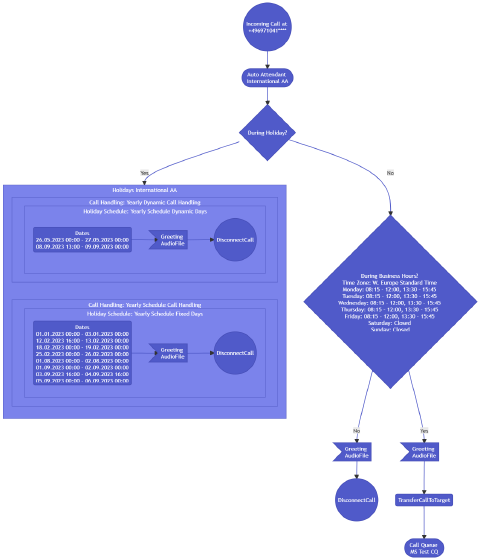 Incoming Call at
+496971041****
Auto Attendant
International AA
During Holiday?
Yes
No
Holidays International AA
Call Handling: Yearly Dynamic Call Handling
Holiday Schedule: Yearly Schedule Dynamic Days
Dates
26.05.2023 00:00 - 27.05.2023 00:00
08.09.2023 13:00 - 09.09.2023 00:00
Greeting
AudioFile
DisconnectCall
Call Handling: Yearly Schedule Call Handling
Holiday Schedule: Yearly Schedule Fixed Days
Dates
01.01.2023 00:00 - 03.01.2023 00:00
12.02.2023 16:00 - 13.02.2023 00:00
18.02.2023 00:00 - 19.02.2023 00:00
25.02.2023 00:00 - 26.02.2023 00:00
01.08.2023 00:00 - 02.08.2023 00:00
01.09.2023 00:00 - 02.09.2023 00:00
03.09.2023 16:00 - 04.09.2023 16:00
05.09.2023 00:00 - 06.09.2023 00:00
Greeting
AudioFile
DisconnectCall
During Business Hours?
Time Zone: W. Europe Standard Time
Monday: 08:15 - 12:00, 13:30 - 15:45
Tuesday: 08:15 - 12:00, 13:30 - 15:45
Wednesday: 08:15 - 12:00, 13:30 - 15:45
Thursday: 08:15 - 12:00, 13:30 - 15:45
Friday: 08:15 - 12:00, 13:30 - 15:45
Saturday: Closed
Sunday: Closed
No
Yes
Greeting
AudioFile
Greeting
AudioFile
DisconnectCall
TransferCallToTarget
Call Queue
MS Test CQ